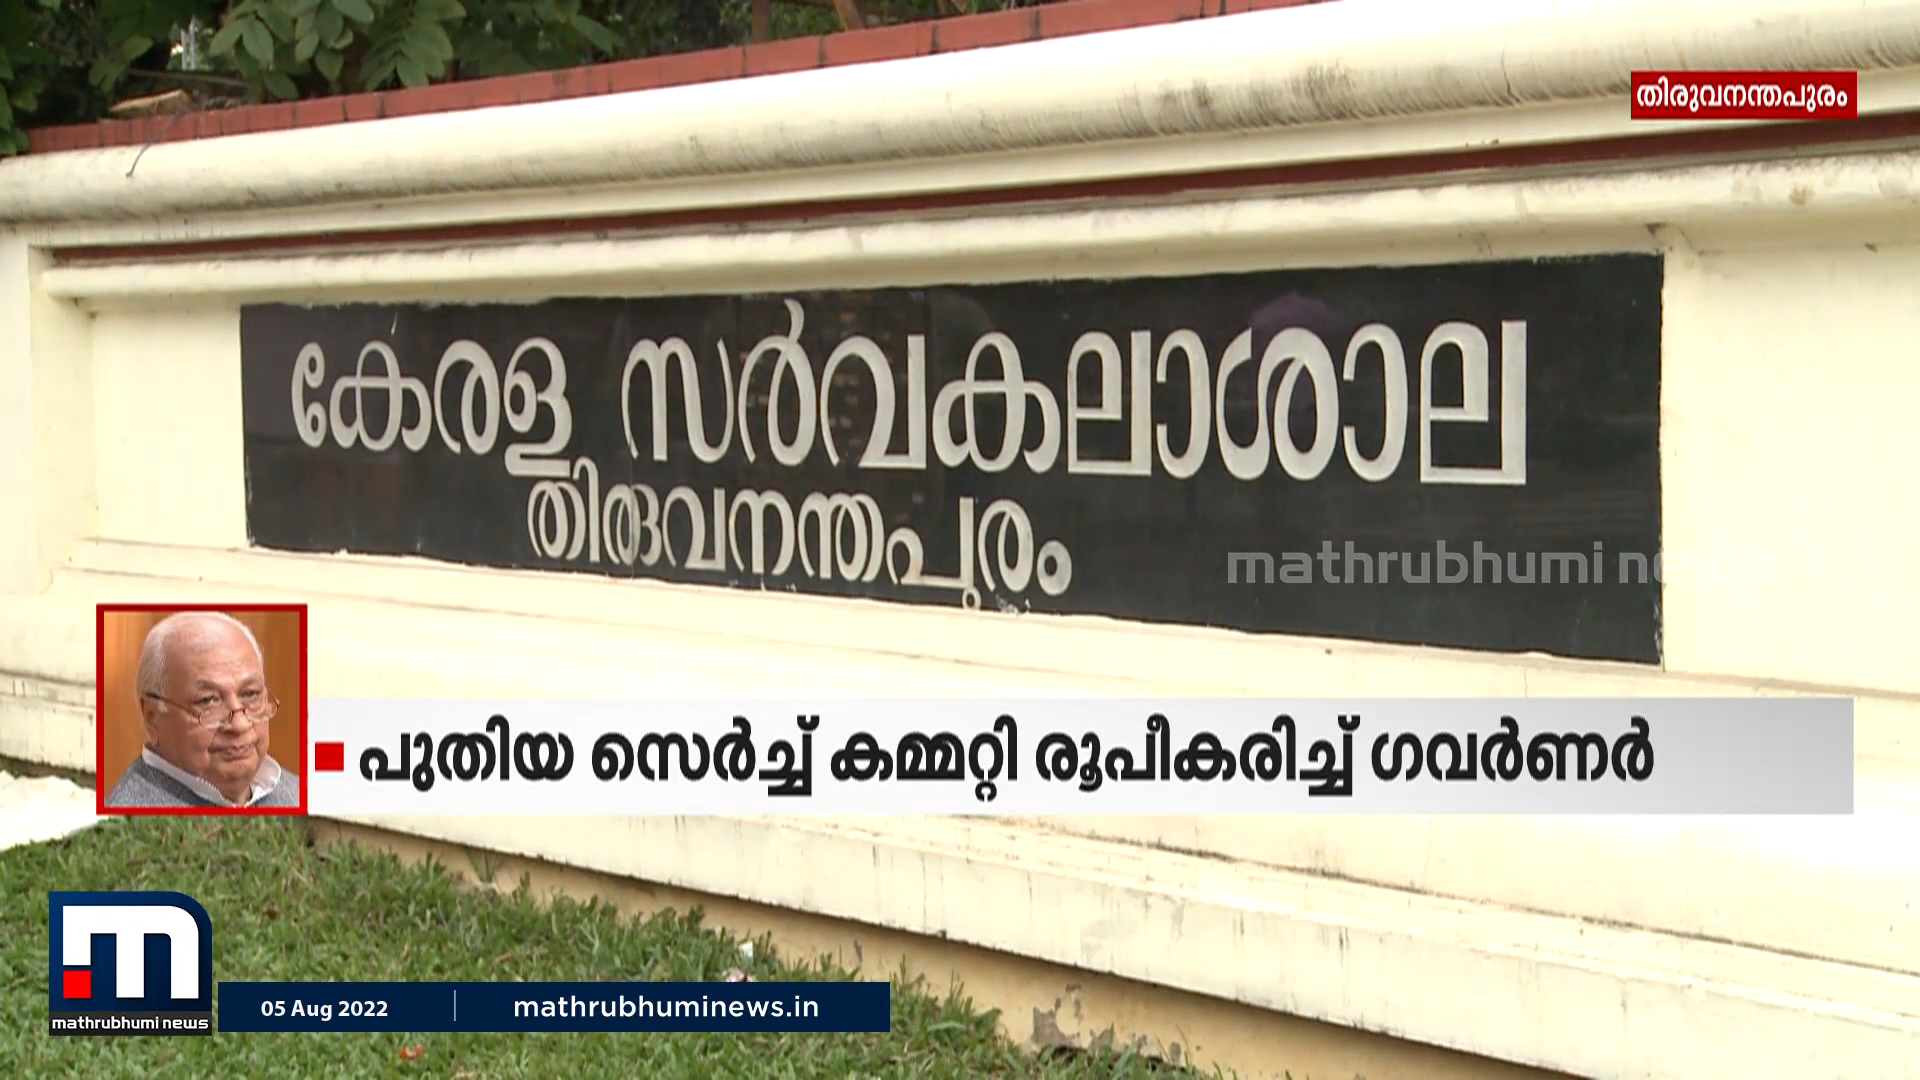 തിരുവനന്തപുരം
കേരള സർവകലാശാല
തിരുവനന്തപുരം
mathrubhumi
പുതിയ സെർച്ച് കമ്മറ്റി രൂപീകരിച്ച് ഗവർണർ
mathrubhumi news
05 Aug 2022
mathrubhuminews.in